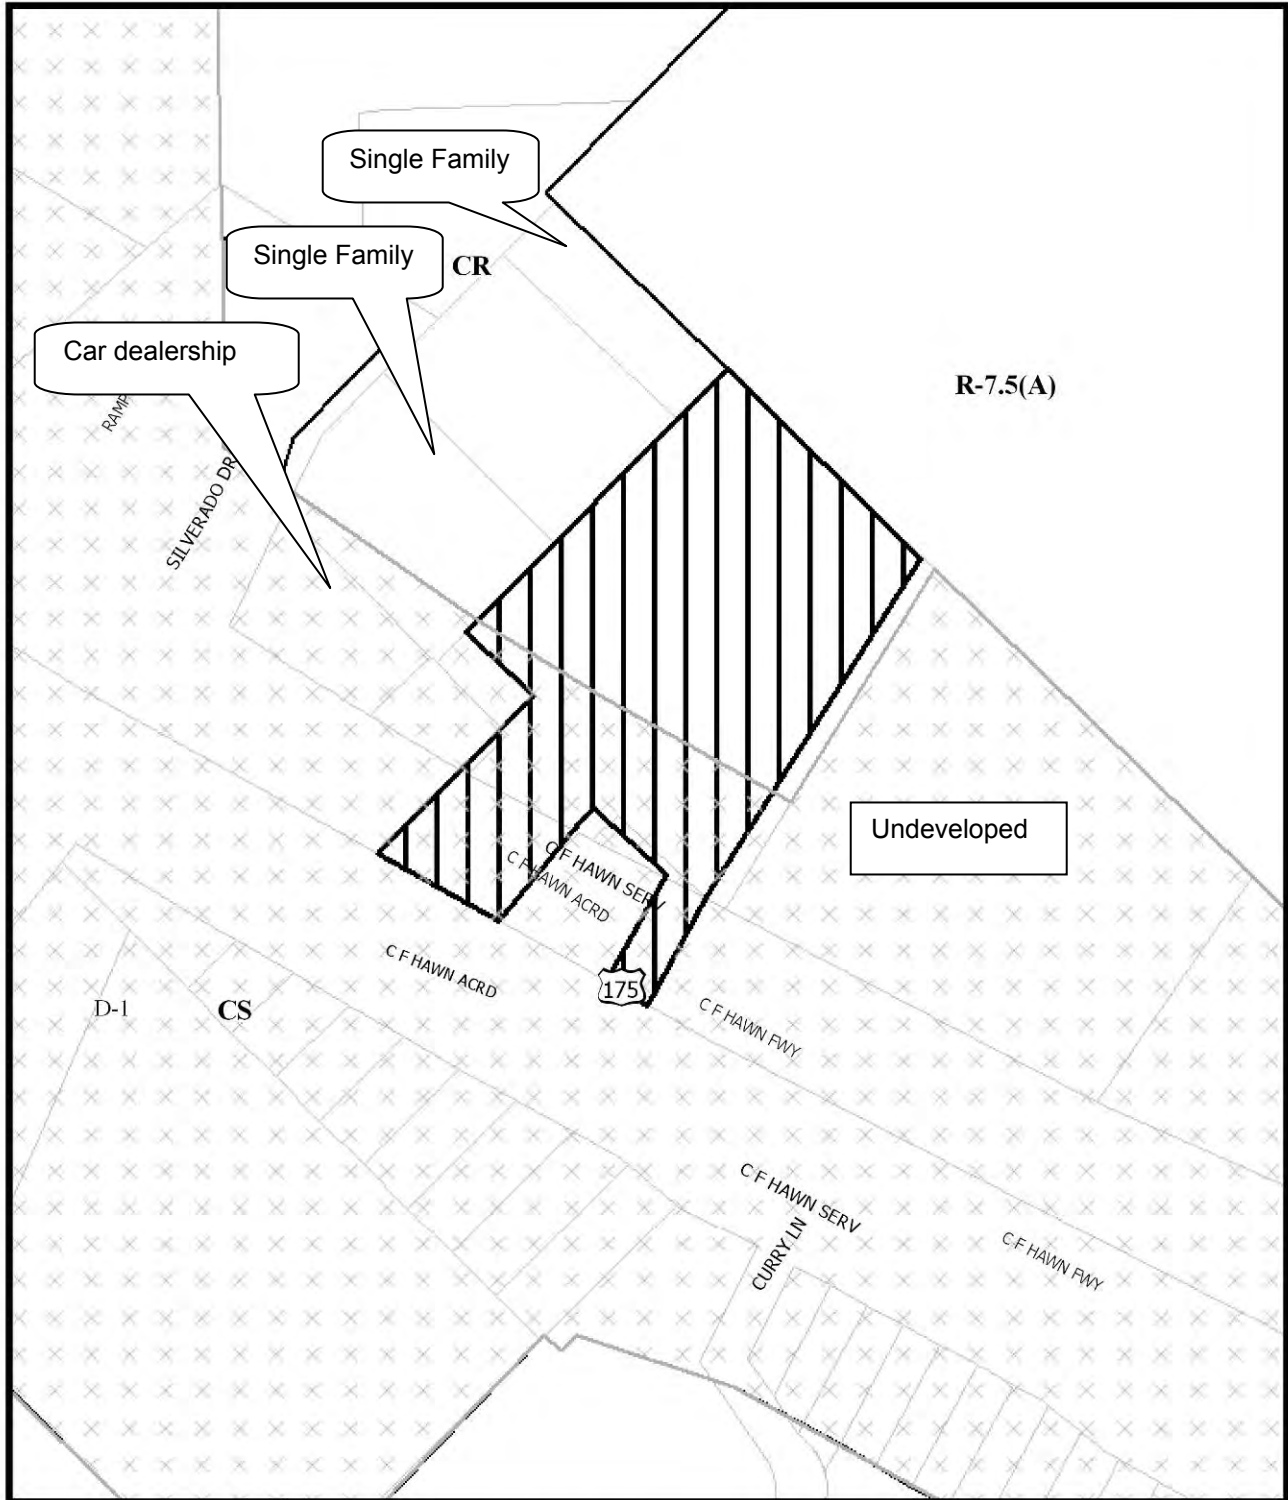 Single Family
Single Family
CR
Car dealership
R-7.5(A)
SILVERADO DR
Undeveloped
C F HAWN SERV
C F HAWN ACRD
C F HAWN ACRD
175
D-1
CS
C F HAWN FWY
C F HAWN SERV
CURRY LN
C F HAWN FWY